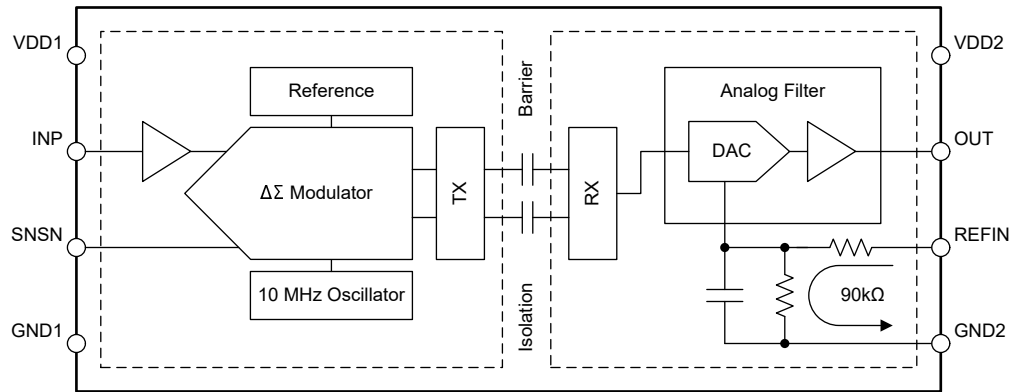 VDD1
VDD2
Reference
Barrier
Analog Filter
INP
OUT
DAC
ΔΣ Modulator
TX
RX
SNSN
REFIN
10 MHz Oscillator
90kΩ
Isolation
GND1
GND2